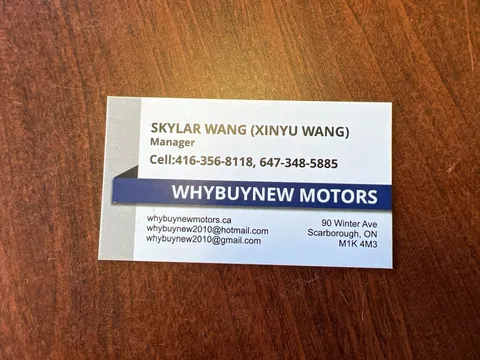 SKYLAR WANG (XINYU WANG)
Manager
Cell:416-356-8118, 647-348-5885
WHYBUYNEW MOTORS
whybuynewmotors.ca
whybuynew2010@hotmail.com
whybuynew2010@gmail.com
90 Winter Ave
Scarborough, ON
M1K 4M3